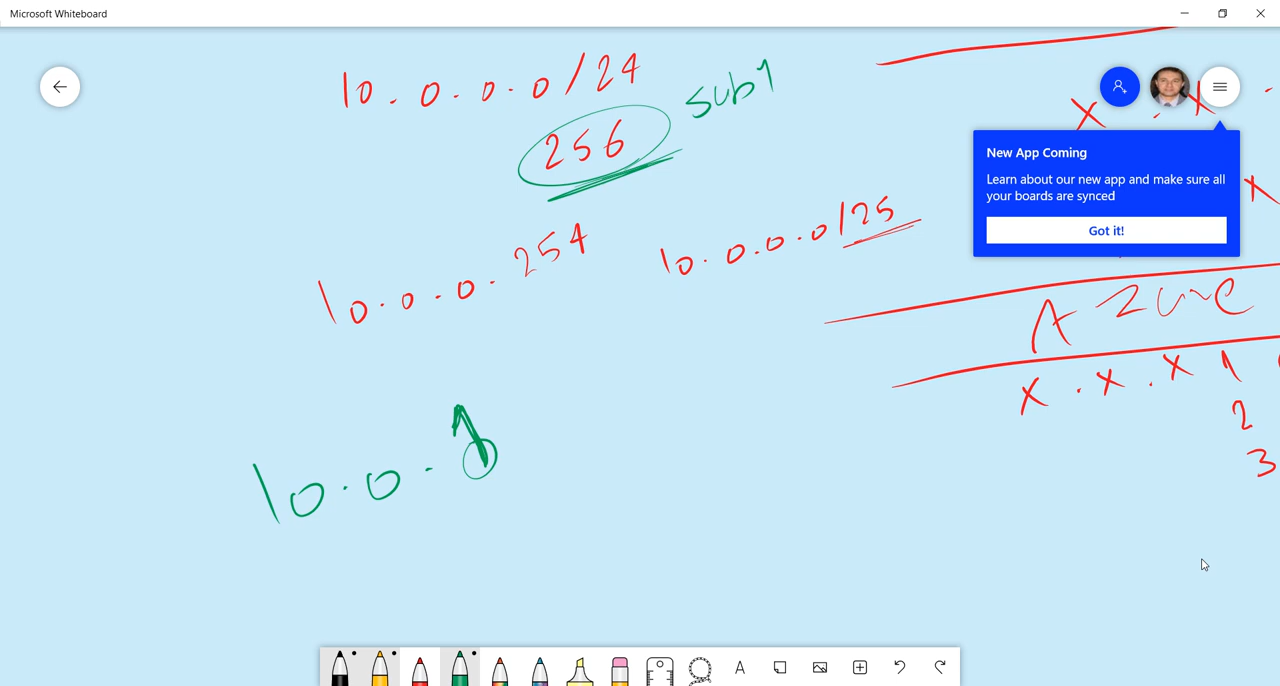 Microsoft Whiteboard
10.0.0.0/24
sub1
256
10.0.0.254
10.0.0.0/25
10.0.
New App Coming
Learn about our new app and make sure all
your boards are synced
Got it!
x . x .
x
Azure
x . x . x 1
2
3
A